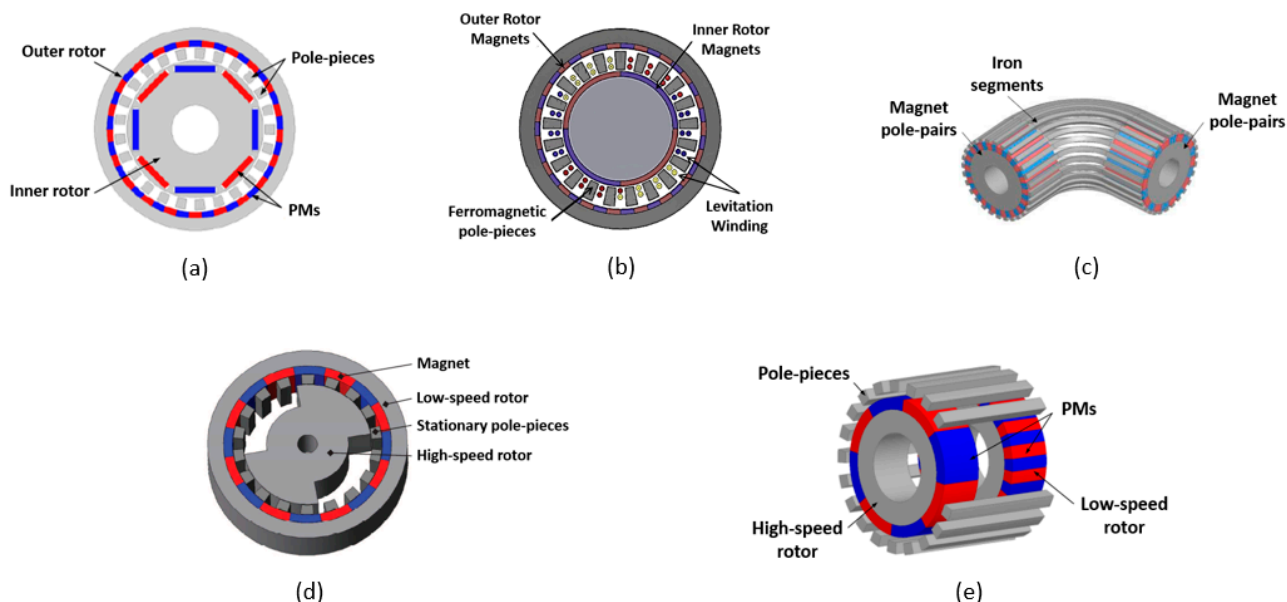 Outer rotor
Pole-pieces
Inner rotor
PMs
(a)
Outer Rotor
Magnets
Inner Rotor
Magnets
Ferromagnetic
pole-pieces
Levitation
Winding
(b)
Iron
segments
Magnet
pole-pairs
Magnet
pole-pairs
(c)
Magnet
Low-speed rotor
Stationary pole-pieces
High-speed rotor
(d)
Pole-pieces
PMs
High-speed
rotor
Low-speed
rotor
(e)